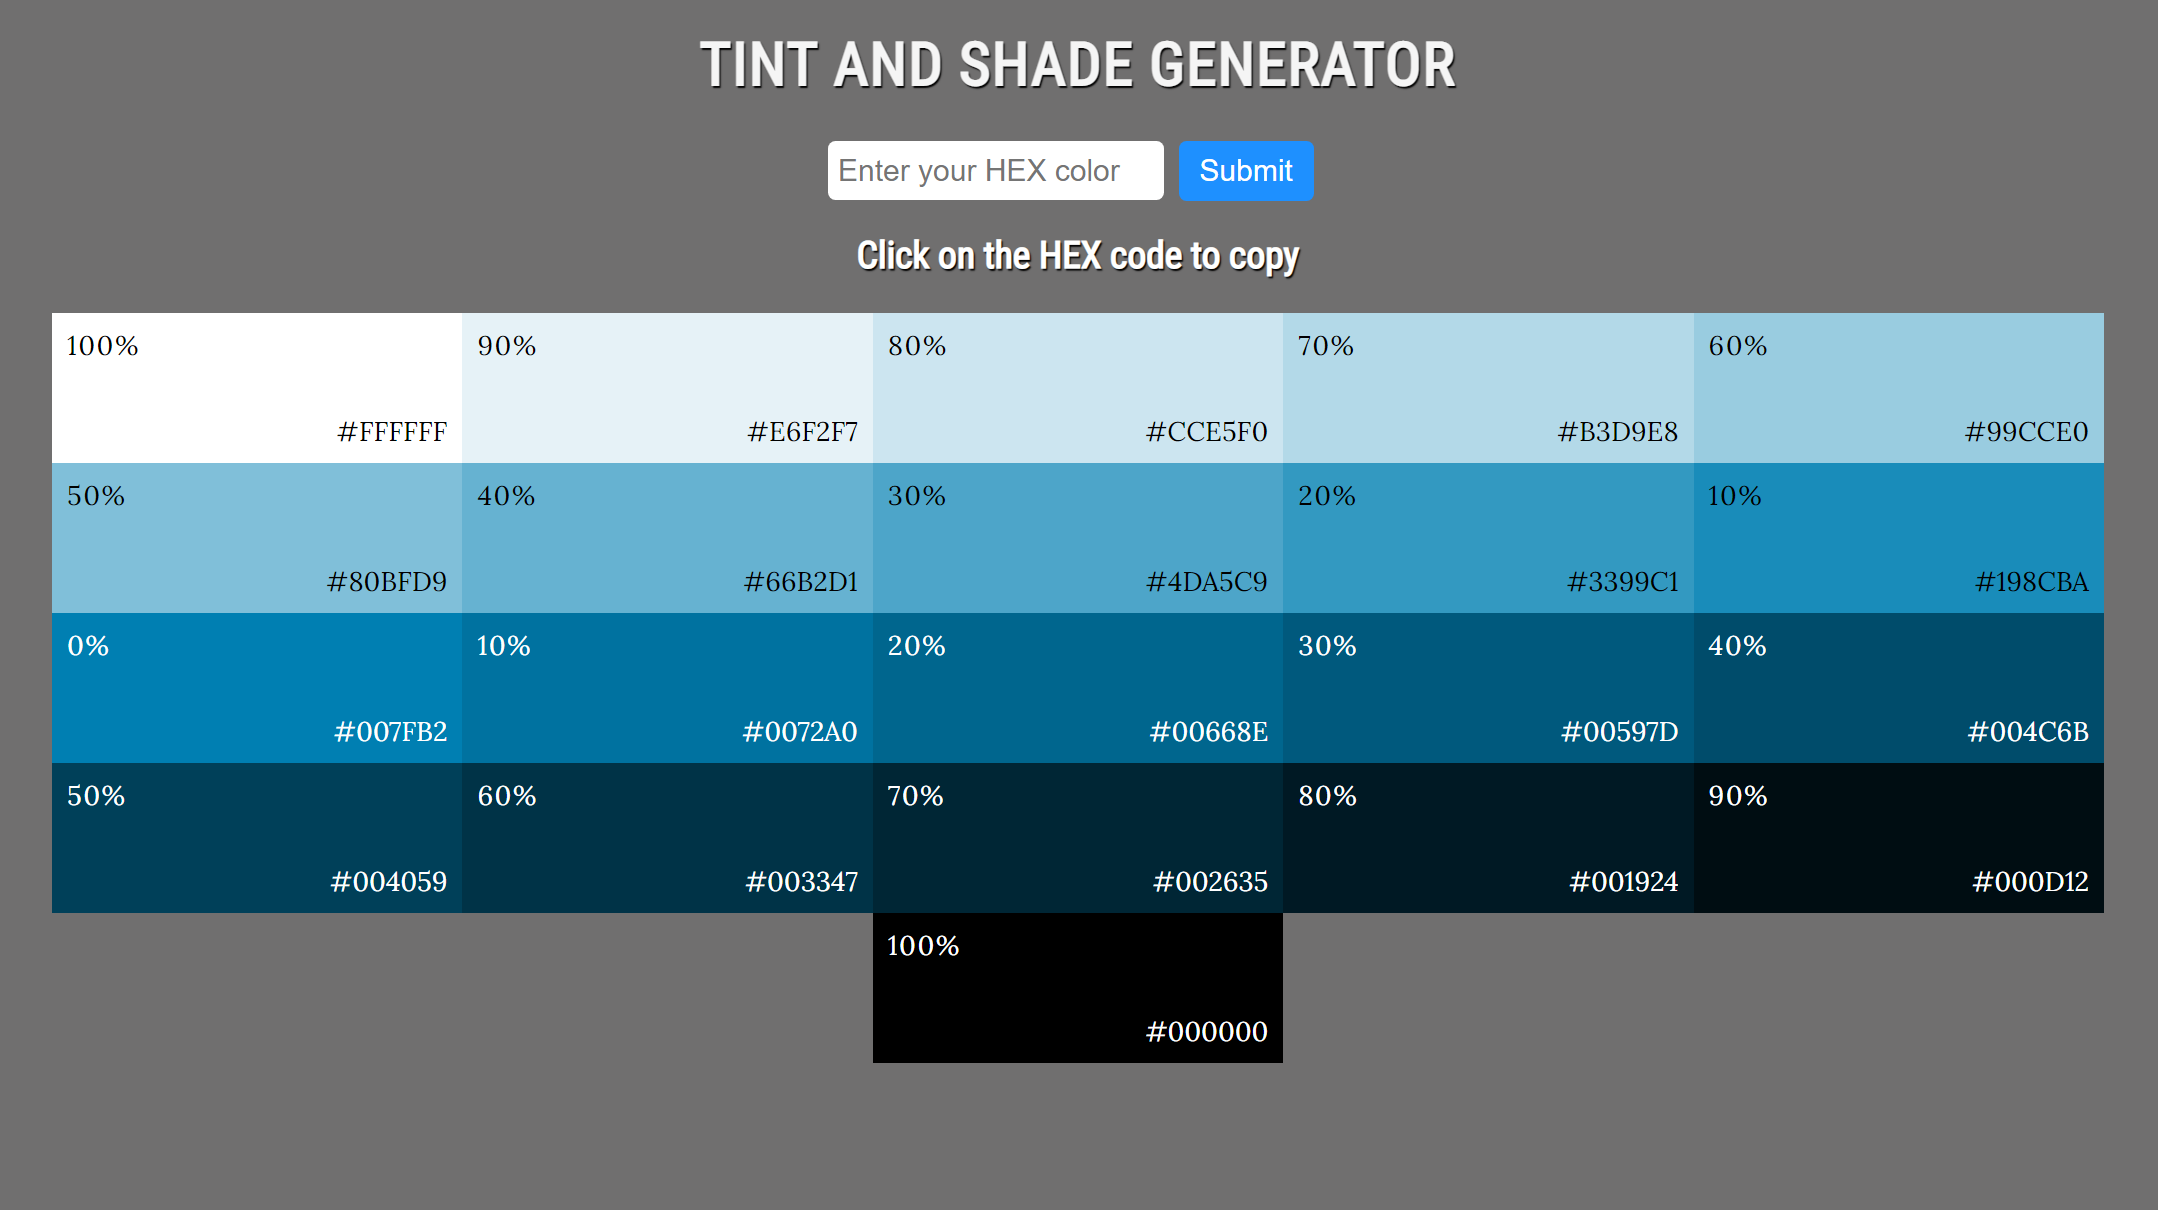 TINT AND SHADE GENERATOR
Enter your HEX color
Submit
Click on the HEX code to copy
100%
#FFFFFF
90%
#E6F2F7
80%
#CCE5F0
70%
#B3D9E8
60%
#99CCE0
50%
#80BFD9
40%
#66B2D1
30%
#4DA5C9
20%
#3399C1
10%
#198CBA
0%
#007FB2
10%
#0072A0
20%
#00668E
30%
#00597D
40%
#004C6B
50%
#004059
60%
#003347
70%
#002635
80%
#001924
90%
#000D12
100%
#000000